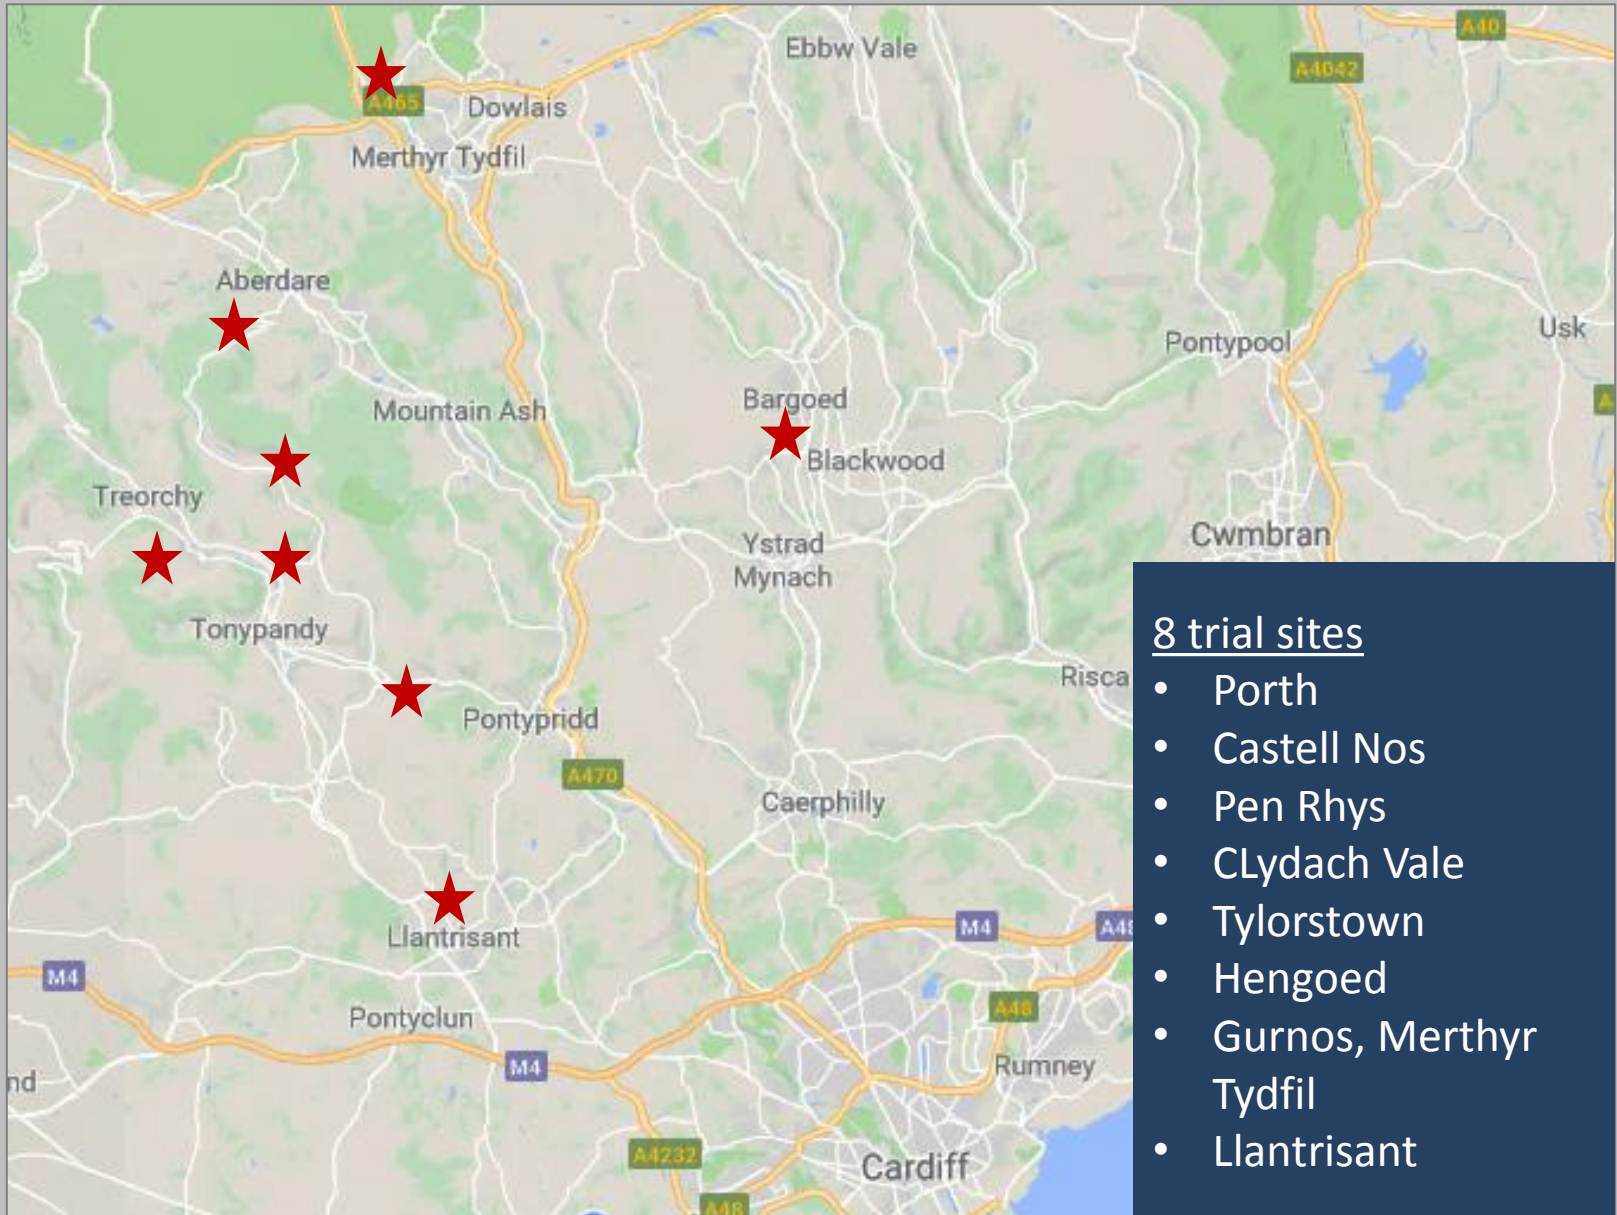 Ebbw Vale
A40
A4042
A465
Dowlais
Merthyr Tydfil
Aberdare
Pontypool
Usk
Bargoed
A
Mountain Ash
Blackwood
Treorchy
Cwmbran
Ystrad
Mynach
Tonypandy
Risca
Pontypridd
A470
Caerphilly
Llantrisant
M4
A48
M4
Pontyclun
A48
M4
Rumney
nd
A4232
Cardiff
A48
8 trial sites
• Porth
• Castell Nos
• Pen Rhys
• CLydach Vale
• Tylorstown
• Hengoed
• Gurnos, Merthyr
Tydfil
• Llantrisant